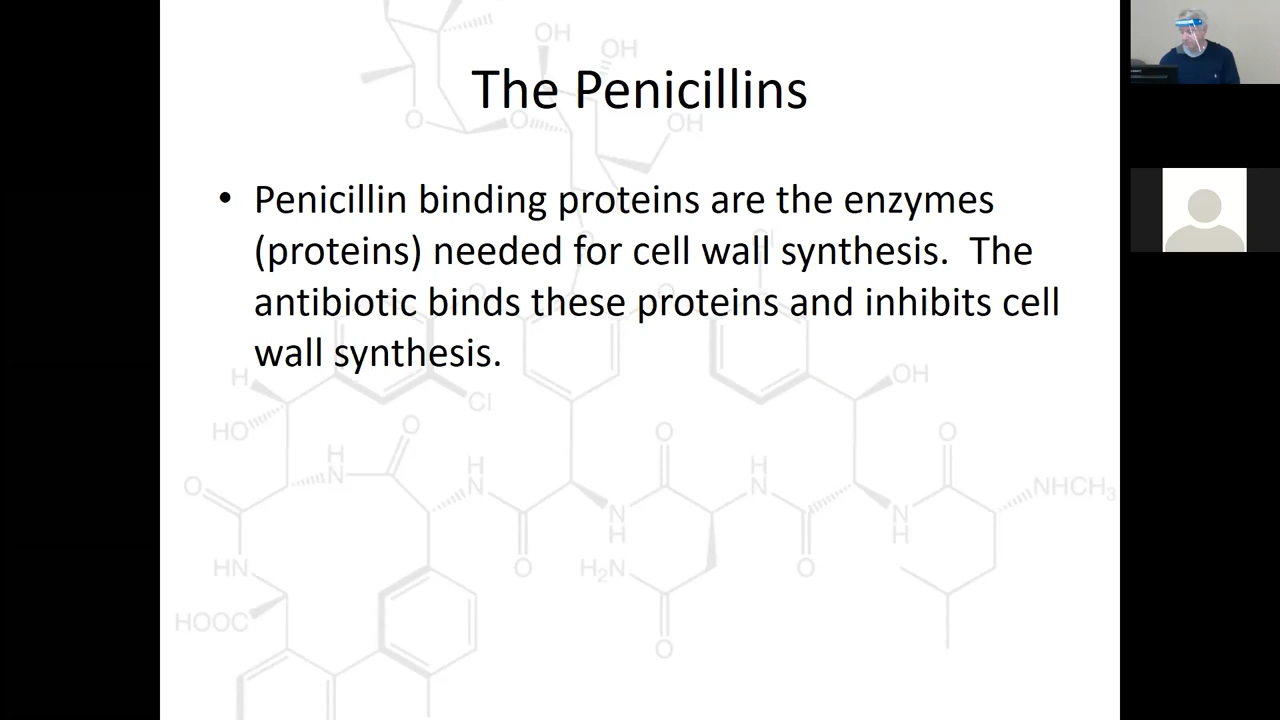 The Penicillins
• Penicillin binding proteins are the enzymes
(proteins) needed for cell wall synthesis.  The
antibiotic binds these proteins and inhibits cell
wall synthesis.
OH
OH
OH
O
O
H
Cl
OH
HO
O
O
O
H
N
H
N
H
N
O
NHCH₃
N
H
N
H
HN
O
H₂N
O
HOOC
O